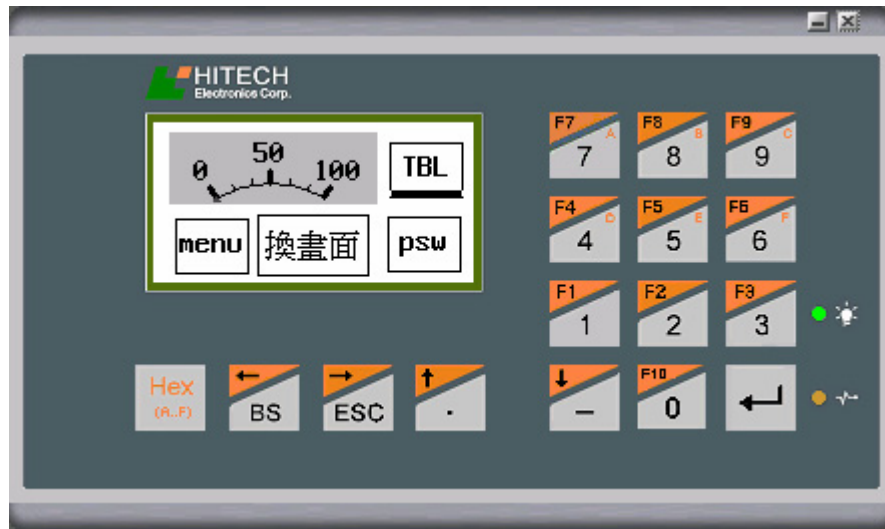 HITECH
Electronics Corp.
0 50 100
TBL
menu
換畫面
psw
F7 A 7
F8 B 8
F9 C 9
F4 D 4
F5 E 5
F6 F 6
F1 1
F2 2
F3 3
Hex
(A..F)
← BS
→ ESC
↑ .
↓ –
F10 0